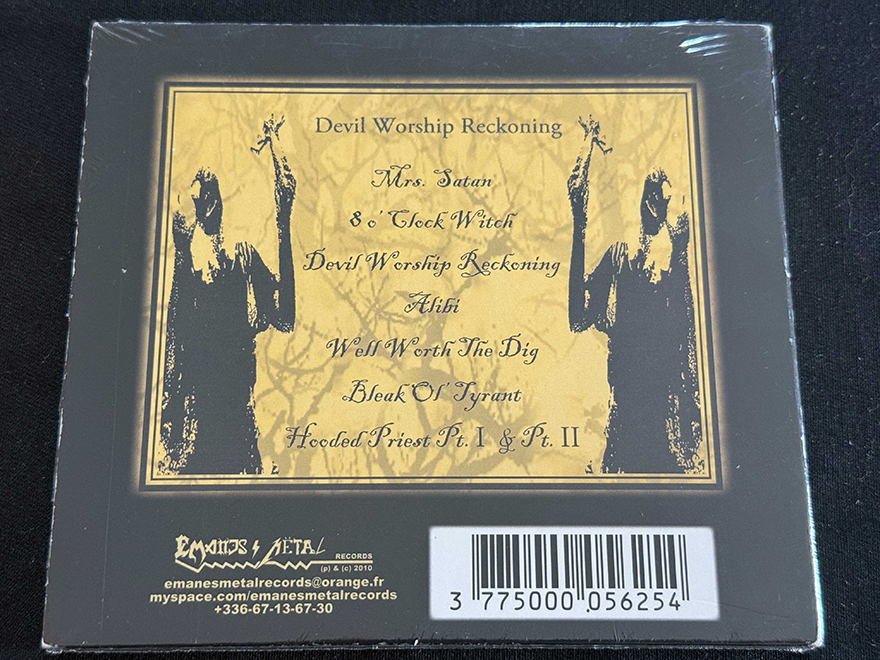 Devil Worship Reckoning
Mrs. Satan
8 o' Clock Witch
Devil Worship Reckoning
Alibi
Well Worth The Dig
Bleak Ol' Tyrant
Hooded Priest Pt. I & Pt. II
EMANES METAL
RECORDS
(p) & (c) 2010
emanesmetalrecords@orange.fr
myspace.com/emanesmetalrecords
+336-67-13-67-30
3 775000 056254